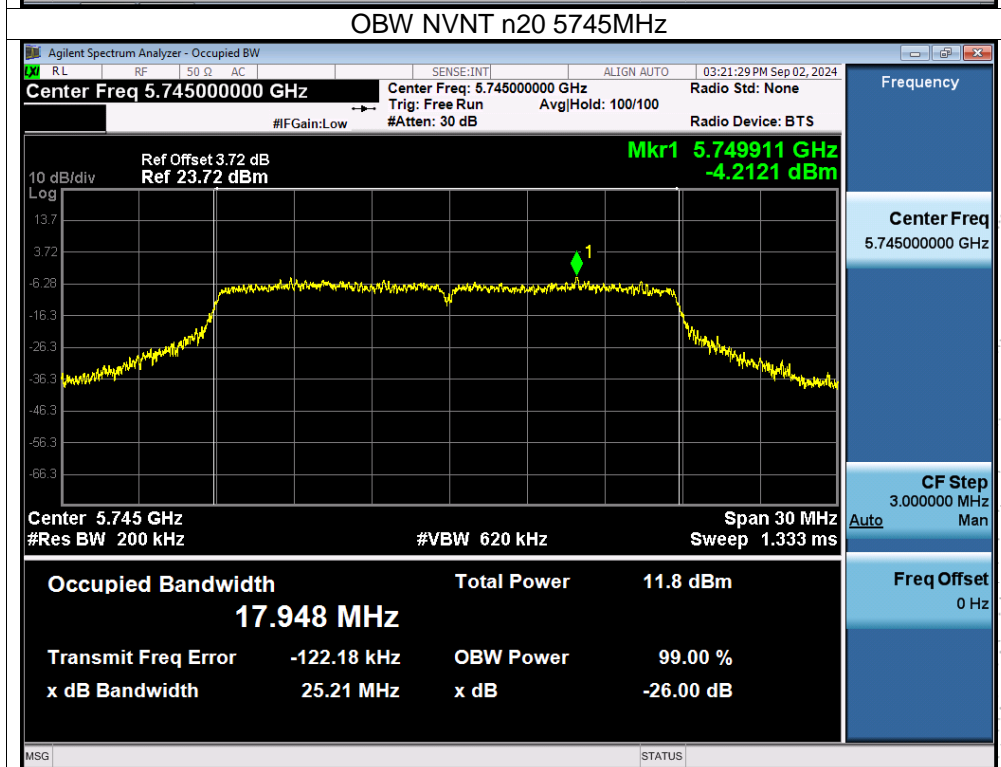 OBW NVNT n20 5745MHz
Agilent Spectrum Analyzer - Occupied BW
LXI RL RF 50 Ω AC SENSE:INT ALIGN AUTO 03:21:29 PM Sep 02, 2024
Center Freq 5.745000000 GHz
Center Freq: 5.745000000 GHz Radio Std: None
Trig: Free Run Avg|Hold: 100/100
#IFGain:Low #Atten: 30 dB Radio Device: BTS
Mkr1 5.749911 GHz
-4.2121 dBm
Ref Offset 3.72 dB
10 dB/div Ref 23.72 dBm
Log
13.7
3.72
-6.28
-16.3
-26.3
-36.3
-46.3
-56.3
-66.3
1
Center 5.745 GHz Span 30 MHz
#Res BW 200 kHz #VBW 620 kHz Sweep 1.333 ms
Occupied Bandwidth Total Power 11.8 dBm
17.948 MHz
Transmit Freq Error -122.18 kHz OBW Power 99.00 %
x dB Bandwidth 25.21 MHz x dB -26.00 dB
Frequency
Center Freq
5.745000000 GHz
CF Step
3.000000 MHz
Auto Man
Freq Offset
0 Hz
MSG STATUS